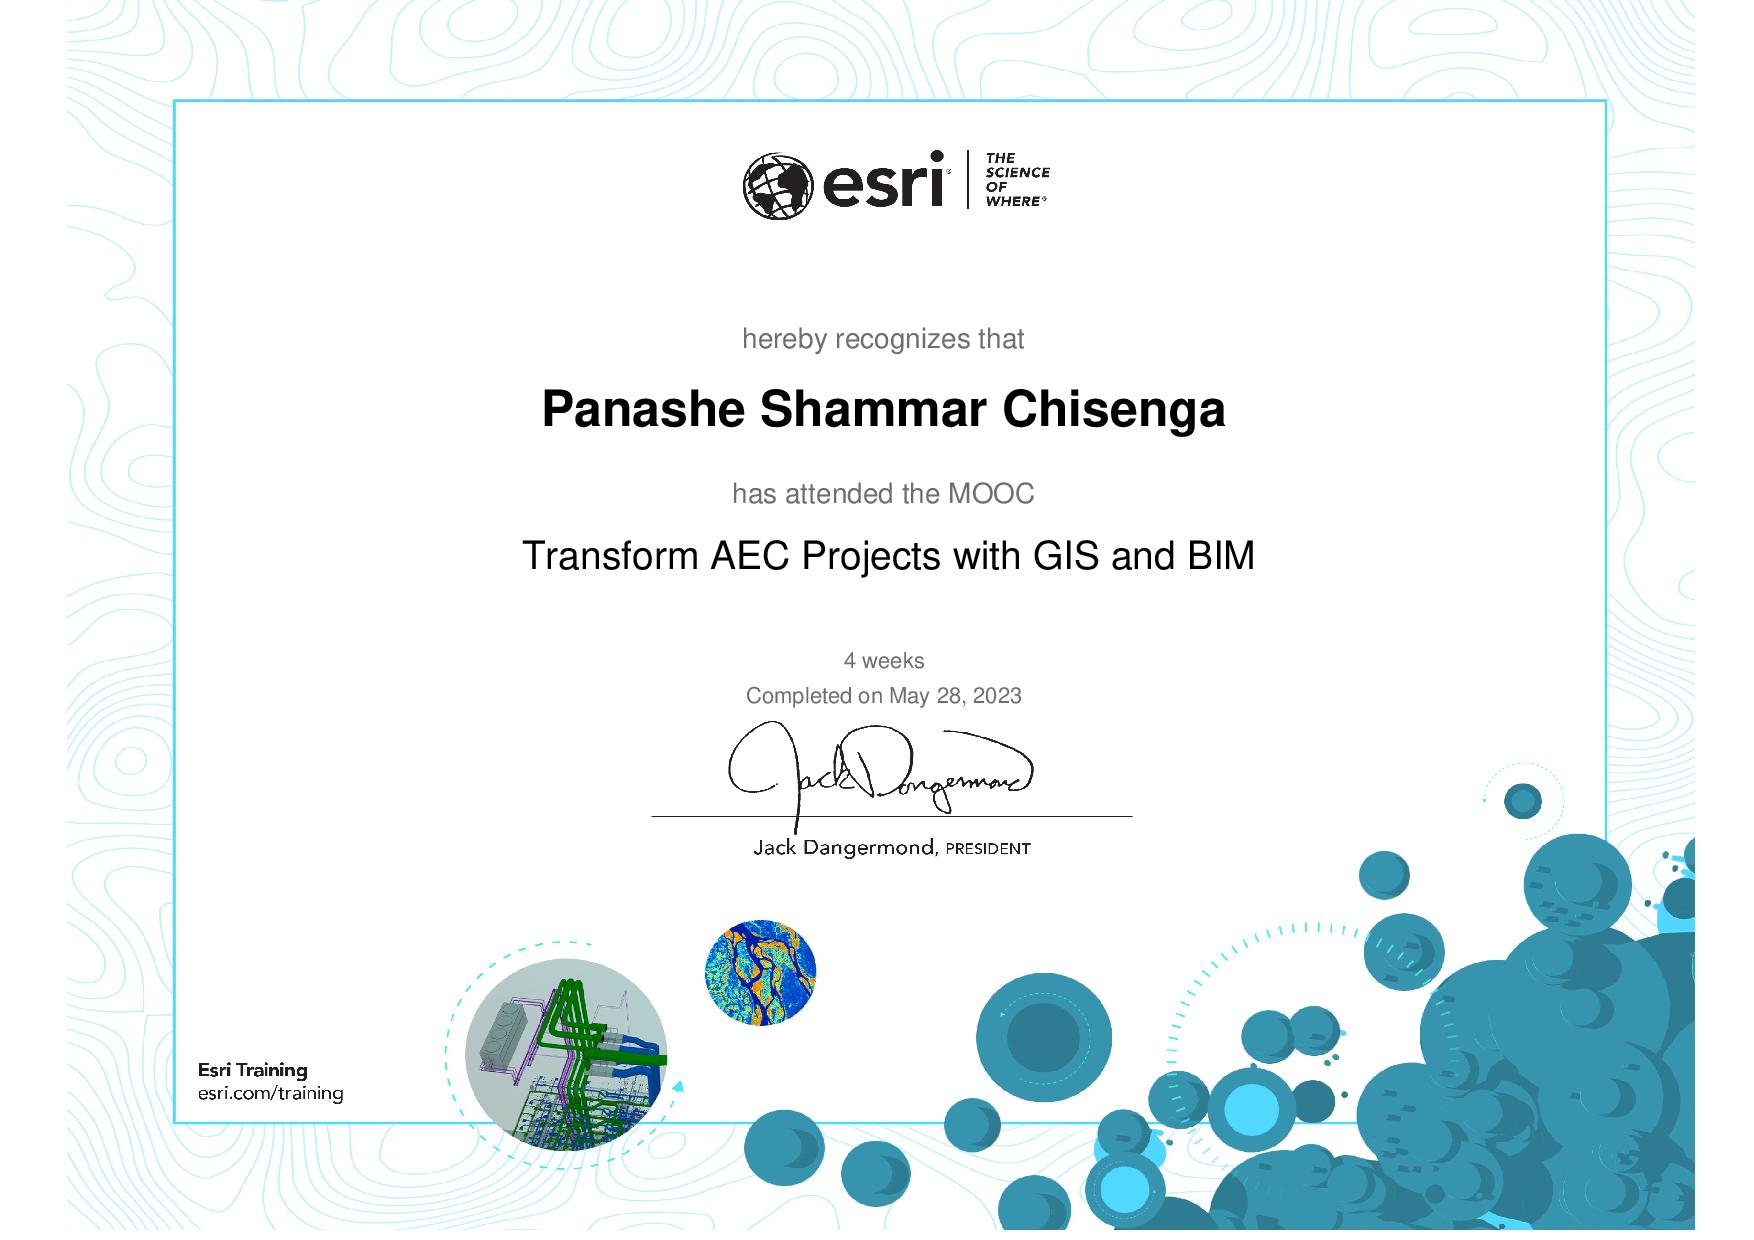 esri
THE
SCIENCE
OF
WHERE®
hereby recognizes that
Panashe Shammar Chisenga
has attended the MOOC
Transform AEC Projects with GIS and BIM
4 weeks
Completed on May 28, 2023
Jack Dangermond
Jack Dangermond, PRESIDENT
Esri Training
esri.com/training